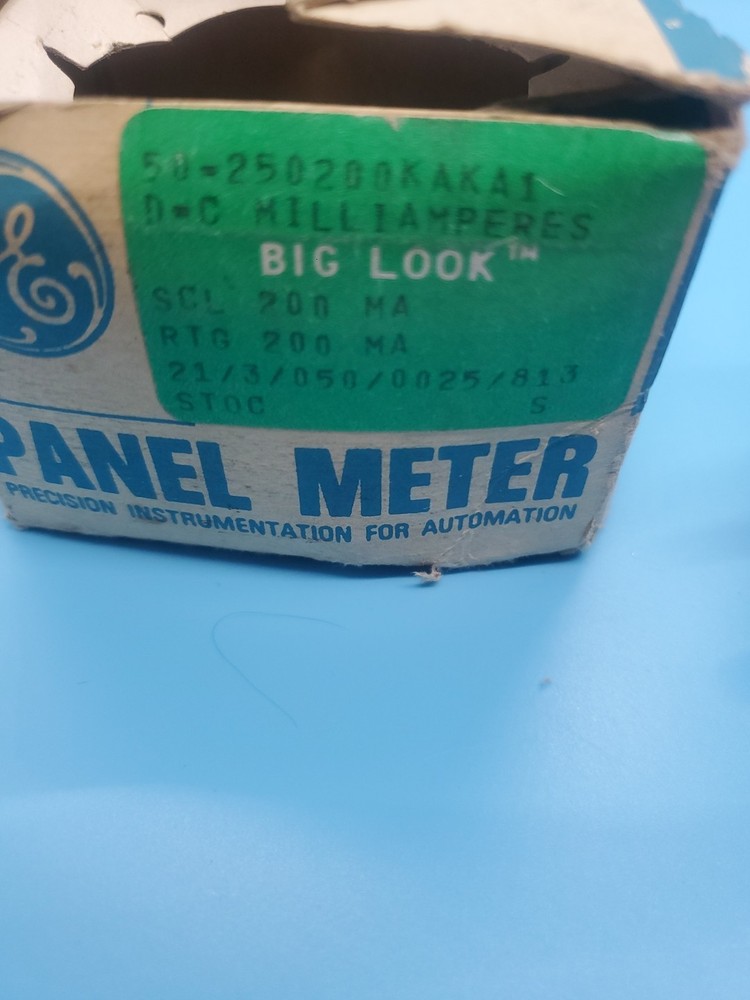 50-250200KAKA1
D-C MILLIAMPERES
BIG LOOK™
SCL 200 MA
RTG 200 MA
21/3/050/0025/813
STOC S
GE
PANEL METER
PRECISION INSTRUMENTATION FOR AUTOMATION